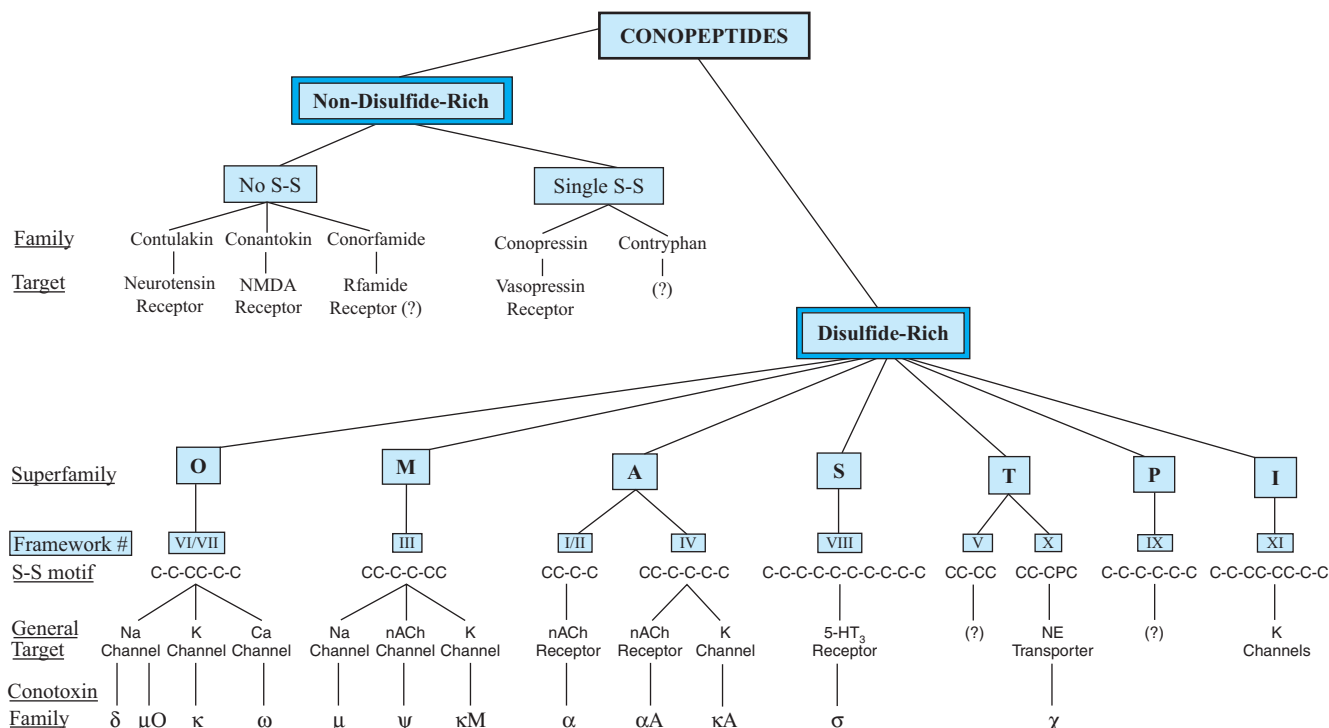 CONOPEPTIDES
Non-Disulfide-Rich
No S-S
Single S-S
Family
Contulakin
Conantokin
Conorfamide
Conopressin
Contryphan
Target
Neurotensin
Receptor
NMDA
Receptor
Rfamide
Receptor (?)
Vasopressin
Receptor
(?)
Disulfide-Rich
Superfamily
O
M
A
S
T
P
I
Framework #
VI/VII
III
I/II
IV
VIII
V
X
IX
XI
S-S motif
C-C-CC-C-C
CC-C-C-CC
CC-C-C
CC-C-C-C-C
C-C-C-C-C-C-C-C-C-C
CC-CC
CC-CPC
C-C-C-C-C-C
C-C-CC-CC-C-C
General
Target
Na
Channel
K
Channel
Ca
Channel
Na
Channel
nACh
Channel
K
Channel
nACh
Receptor
nACh
Receptor
K
Channel
5-HT3
Receptor
(?)
NE
Transporter
(?)
K
Channels
Conotoxin
Family
δ
μO
κ
ω
μ
ψ
κM
α
αA
κA
σ
χ